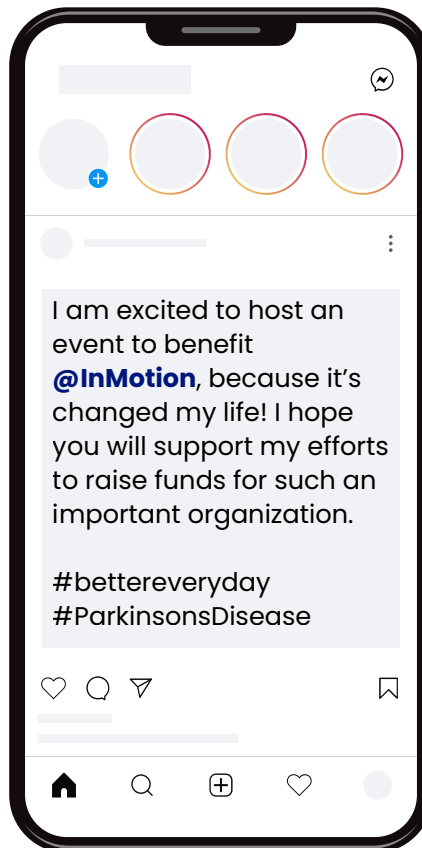 I am excited to host an
event to benefit
@InMotion, because it's
changed my life! I hope
you will support my efforts
to raise funds for such an
important organization.
#bettereveryday
#ParkinsonsDisease